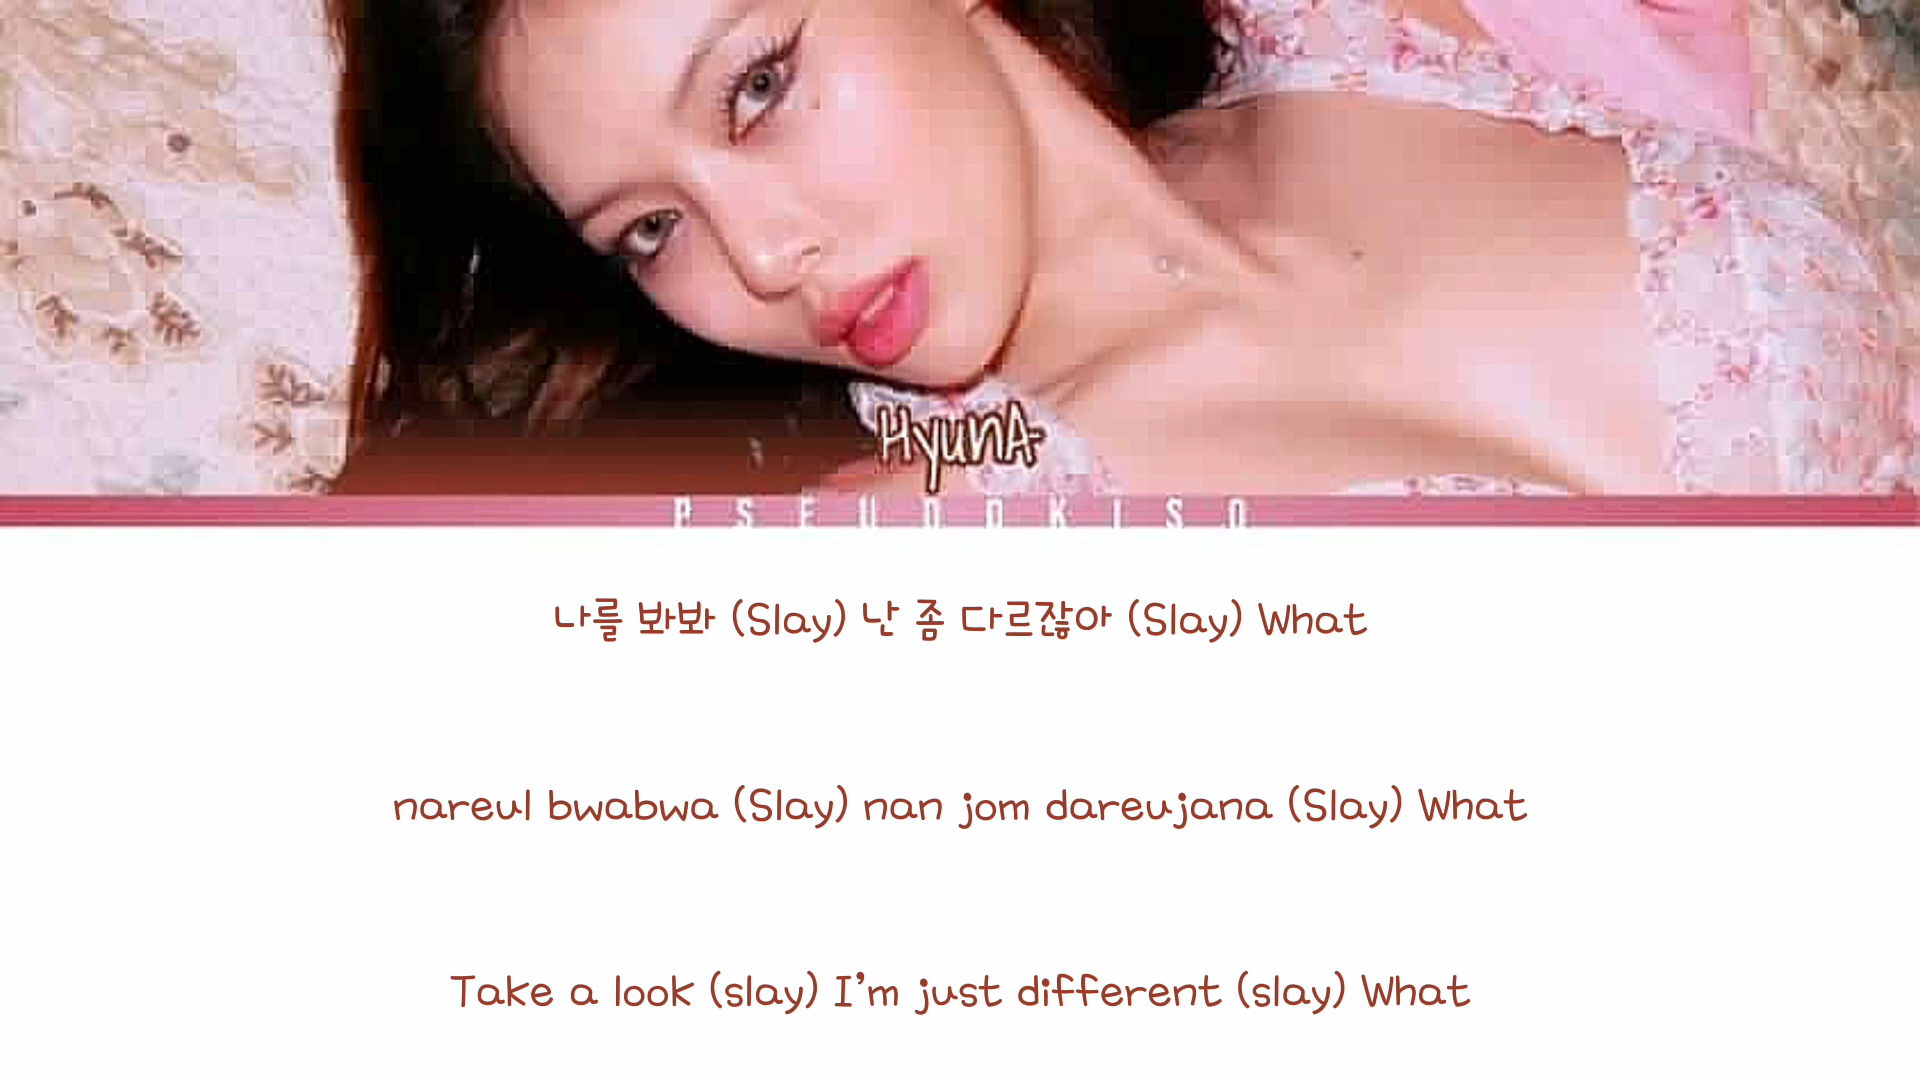 HyunA
PSEUDOKISO
나를 봐봐 (Slay) 난 좀 다르잖아 (Slay) What
nareul bwabwa (Slay) nan jom dareujana (Slay) What
Take a look (slay) I’m just different (slay) What